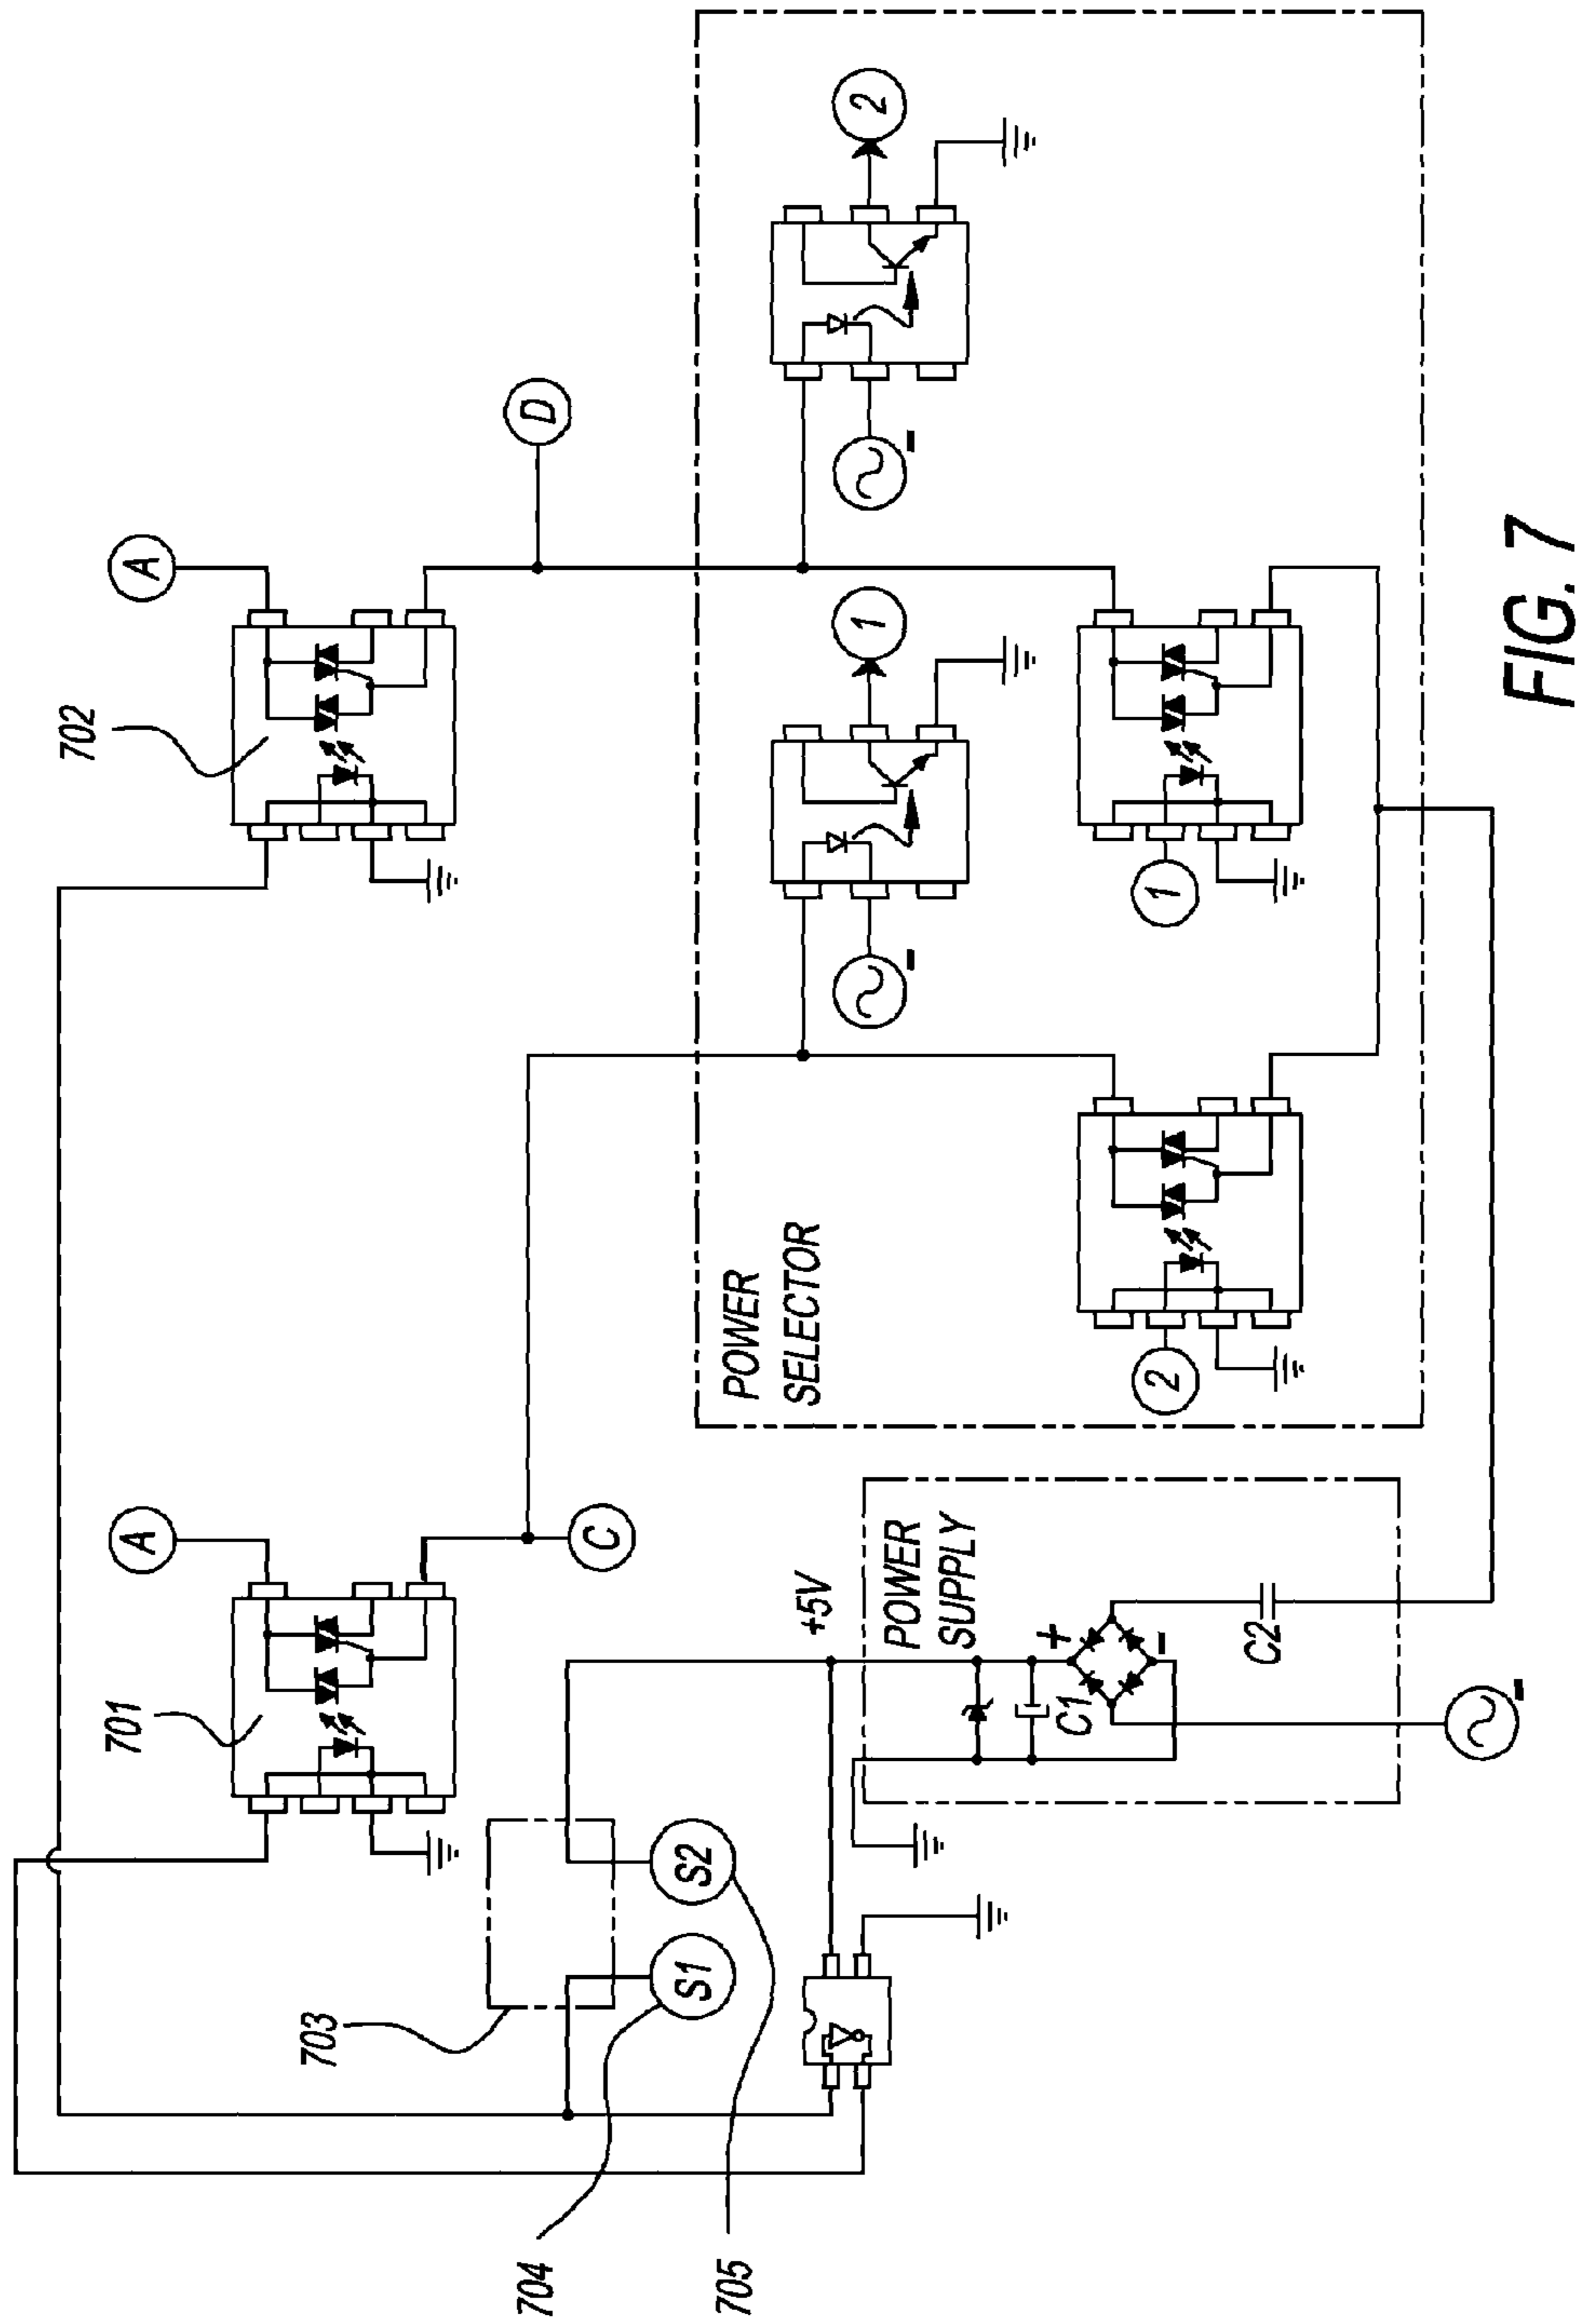 702
701
A
A
703
704
D
C
S1
S2
705
POWER
SELECTOR
+5V
1
2
-
-
POWER
SUPPLY
+
C1
-
2
1
C2
-
FIG. 7